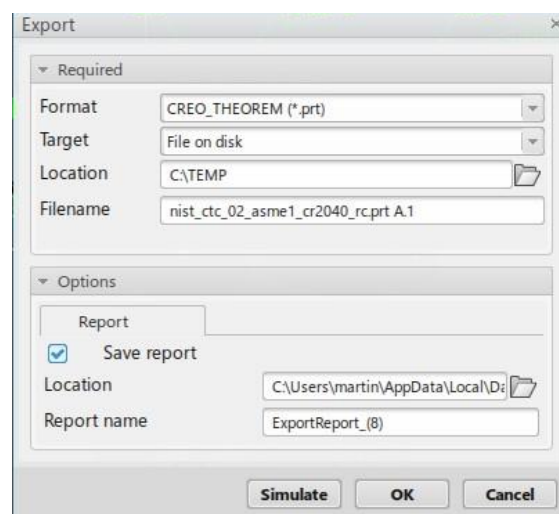 Export
Required
Format CREO_THEOREM (*.prt)
Target File on disk
Location C:\TEMP
Filename nist_ctc_02_asme1_cr2040_rc.prt A.1
Options
Report
Save report
Location C:\Users\martin\AppData\Local\Da
Report name ExportReport_(8)
Simulate OK Cancel